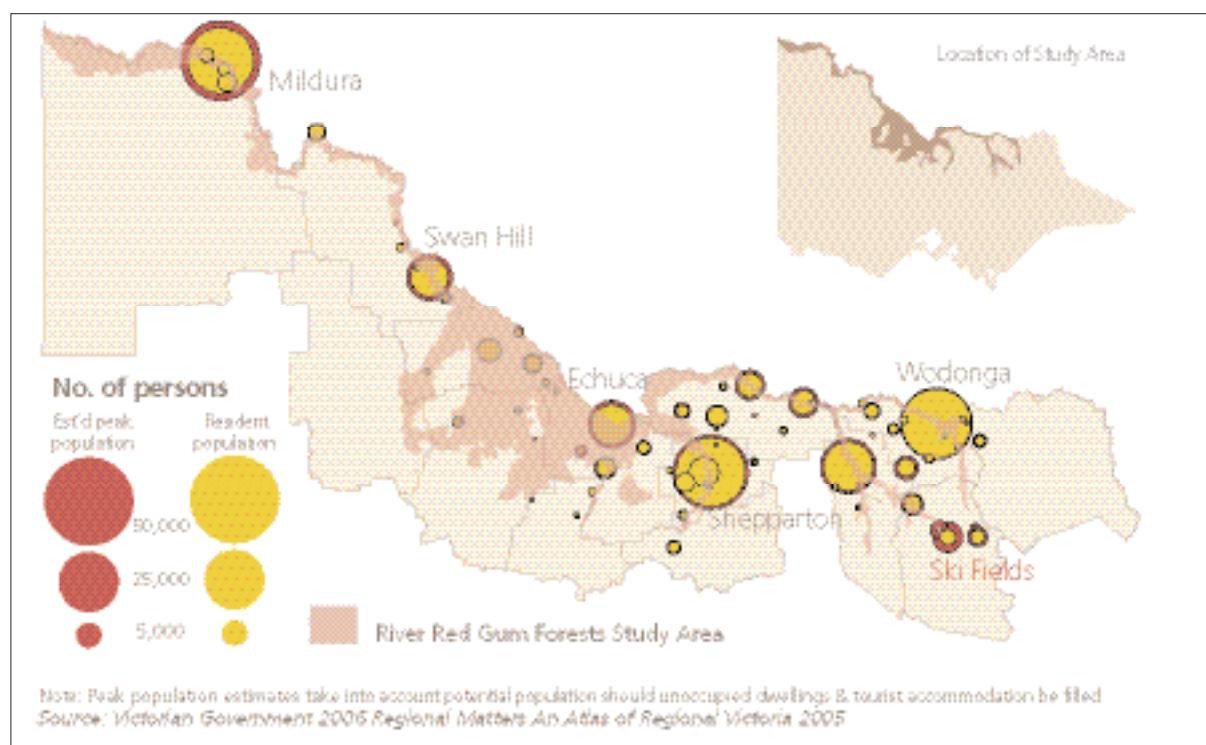 Location of Study Area
Mildura
Swan Hill
Echuca
Wodonga
Shepparton
Ski Fields
No. of persons
Est'd peak
population
Resident
population
50,000
25,000
5,000
River Red Gum Forests Study Area
Note: Peak population estimates take into account potential population should unoccupied dwellings & tourist accommodation be filled
Source: Victorian Government 2006 Regional Matters An Atlas of Regional Victoria 2005